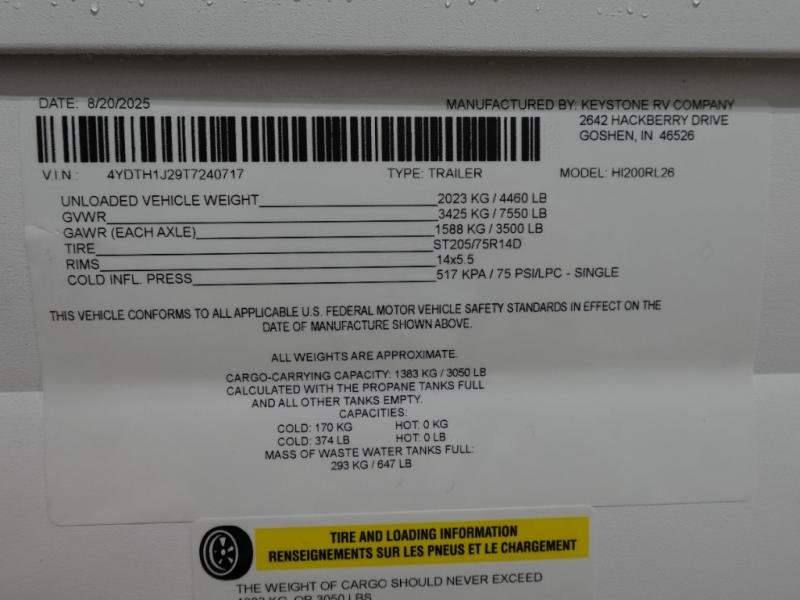 DATE: 8/20/2025
MANUFACTURED BY: KEYSTONE RV COMPANY
2642 HACKBERRY DRIVE
GOSHEN, IN 46526
V.I.N: 4YDTH1J29T7240717 TYPE: TRAILER MODEL: HI200RL26
UNLOADED VEHICLE WEIGHT 2023 KG / 4460 LB
GVWR 3425 KG / 7550 LB
GAWR (EACH AXLE) 1588 KG / 3500 LB
TIRE ST205/75R14D
RIMS 14x5.5
COLD INFL. PRESS 517 KPA / 75 PSI/LPC - SINGLE
THIS VEHICLE CONFORMS TO ALL APPLICABLE U.S. FEDERAL MOTOR VEHICLE SAFETY STANDARDS IN EFFECT ON THE
DATE OF MANUFACTURE SHOWN ABOVE.
ALL WEIGHTS ARE APPROXIMATE.
CARGO-CARRYING CAPACITY: 1383 KG / 3050 LB
CALCULATED WITH THE PROPANE TANKS FULL
AND ALL OTHER TANKS EMPTY.
CAPACITIES:
COLD: 170 KG HOT: 0 KG
COLD: 374 LB HOT: 0 LB
MASS OF WASTE WATER TANKS FULL:
293 KG / 647 LB
TIRE AND LOADING INFORMATION
RENSEIGNEMENTS SUR LES PNEUS ET LE CHARGEMENT
THE WEIGHT OF CARGO SHOULD NEVER EXCEED
1383 KG. OR 3050 LBS.